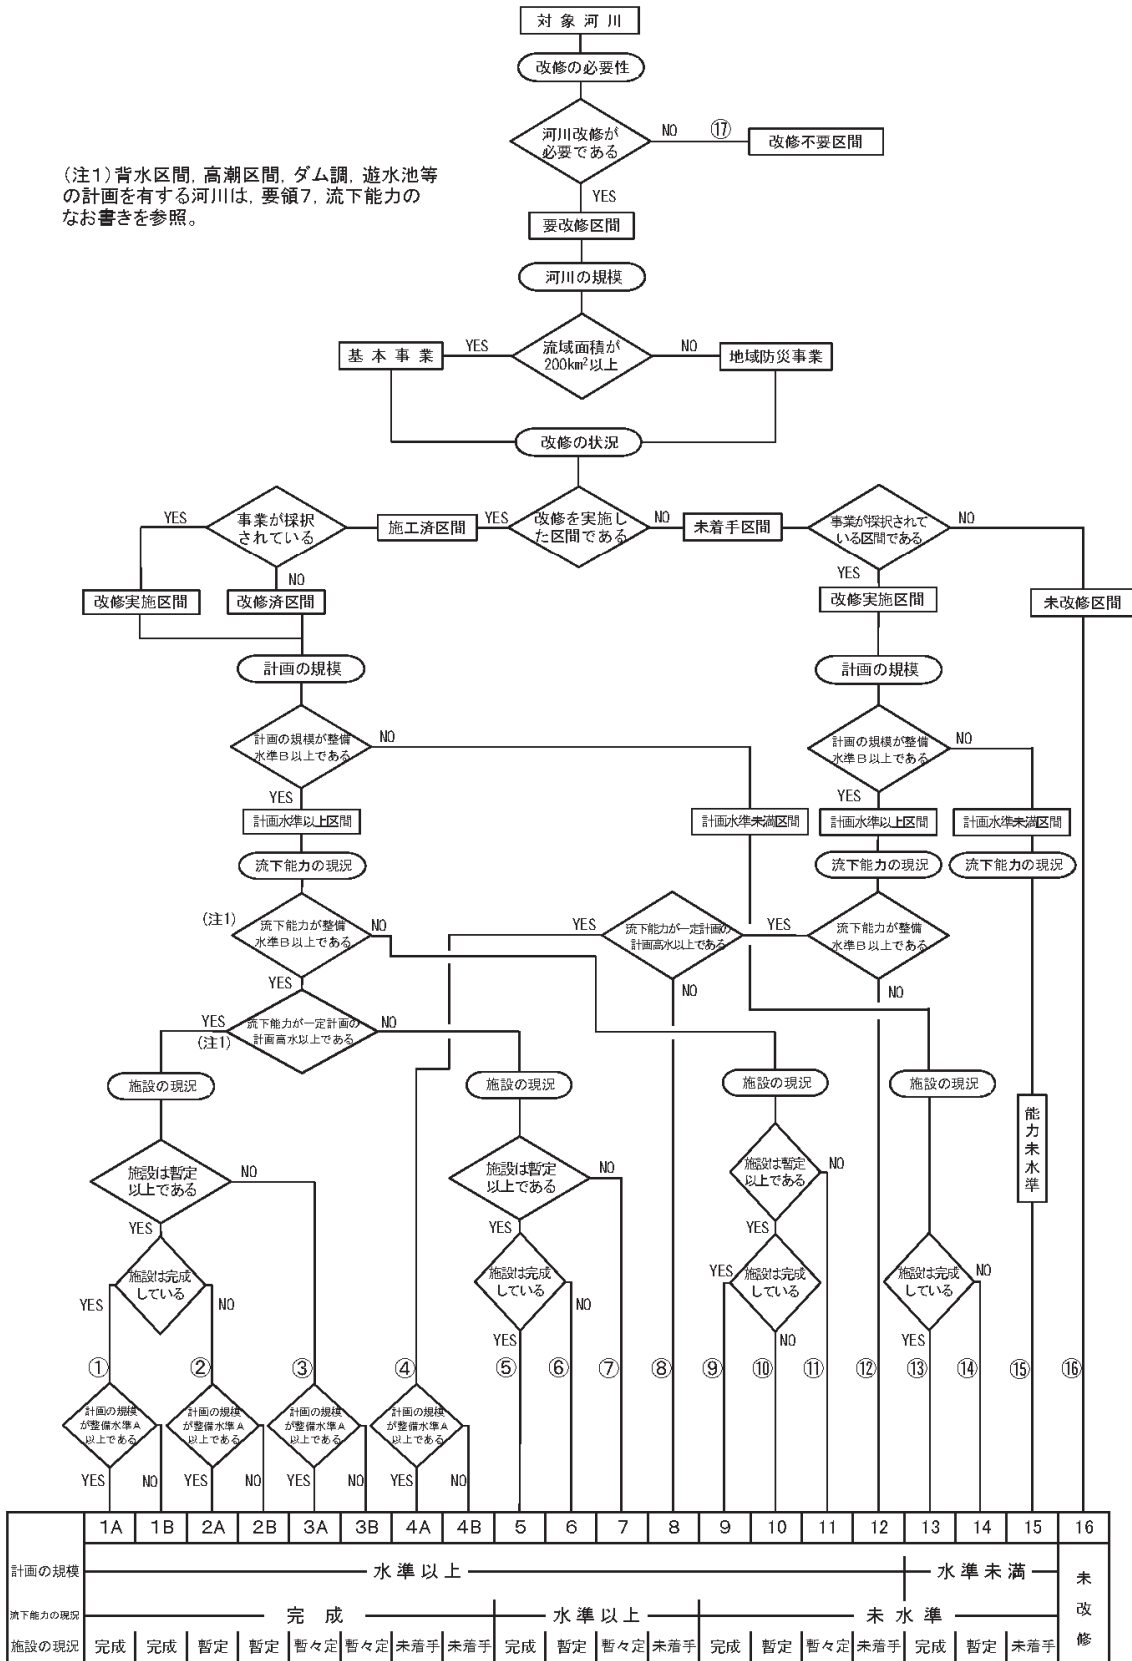 対象河川
改修の必要性
河川改修が
必要である
NO
⑰
改修不要区間
(注1)背水区間, 高潮区間, ダム調, 遊水池等
の計画を有する河川は, 要領7, 流下能力の
なお書きを参照。
YES
要改修区間
河川の規模
流域面積が
200km²以上
YES
NO
基本事業
地域防災事業
改修の状況
改修を実施し
た区間である
YES
NO
施工済区間
未着手区間
事業が採択
されている
YES
NO
事業が採択されて
いる区間である
NO
YES
改修実施区間
改修済区間
改修実施区間
未改修区間
計画の規模
計画の規模
計画の規模が整備
水準B以上である
NO
YES
計画の規模が整備
水準B以上である
NO
YES
計画水準以上区間
計画水準未満区間
計画水準以上区間
計画水準未満区間
流下能力の現況
流下能力の現況
流下能力の現況
(注1)
流下能力が整備
水準B以上である
NO
YES
YES
流下能力が一定計画の
計画高水以上である
NO
YES
流下能力が整備
水準B以上である
NO
YES
(注1)
流下能力が一定計画の
計画高水以上である
NO
施設の現況
施設の現況
施設の現況
施設の現況
能力未水準
施設は暫定
以上である
NO
YES
施設は暫定
以上である
NO
YES
施設は暫定
以上である
NO
YES
施設は完成
している
YES
NO
施設は完成
している
YES
NO
施設は完成
している
YES
NO
施設は完成
している
YES
NO
① ② ③ ④ ⑤ ⑥ ⑦ ⑧ ⑨ ⑩ ⑪ ⑫ ⑬ ⑭ ⑮ ⑯
計画の規模
が整備水準A
以上である
YES
NO
計画の規模
が整備水準A
以上である
YES
NO
計画の規模
が整備水準A
以上である
YES
NO
計画の規模
が整備水準A
以上である
YES
NO
1A 1B 2A 2B 3A 3B 4A 4B 5 6 7 8 9 10 11 12 13 14 15 16
計画の規模 水準以上 水準未満
未改修
流下能力の現況 完成 水準以上 未水準
施設の現況 完成 完成 暫定 暫定 暫々定 暫々定 未着手 未着手 完成 暫定 暫々定 未着手 完成 暫定 暫々定 未着手 完成 暫定 未着手